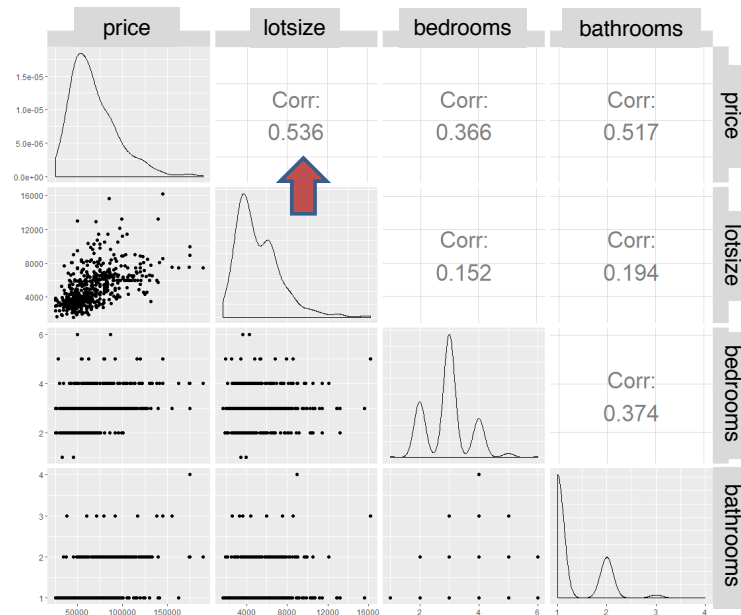 price lotsize bedrooms bathrooms
1.5e-05
1.0e-05
5.0e-06
0.0e+00
Corr:
0.536
Corr:
0.366
Corr:
0.517
price
16000
12000
8000
4000
Corr:
0.152
Corr:
0.194
lotsize
6
4
2
Corr:
0.374
bedrooms
4
3
2
1
bathrooms
50000 100000 150000 4000 8000 12000 16000 2 4 6 1 2 3 4